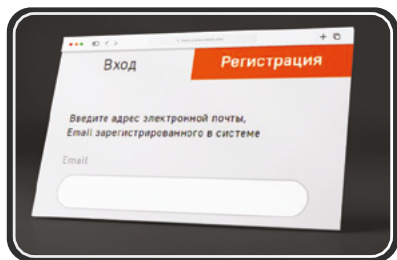 Вход
Регистрация
Введите адрес электронной почты,
Email зарегистрированного в системе
Email